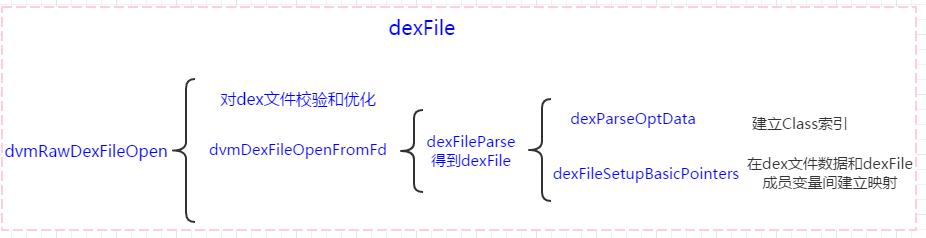 dexFile
dvmRawDexFileOpen
对dex文件校验和优化
dvmDexFileOpenFromFd
dexFileParse
得到dexFile
dexParseOptData
建立Class索引
dexFileSetupBasicPointers
在dex文件数据和dexFile
成员变量间建立映射